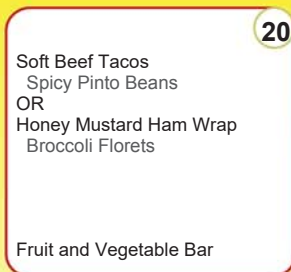 20
Soft Beef Tacos
Spicy Pinto Beans
OR
Honey Mustard Ham Wrap
Broccoli Florets
Fruit and Vegetable Bar